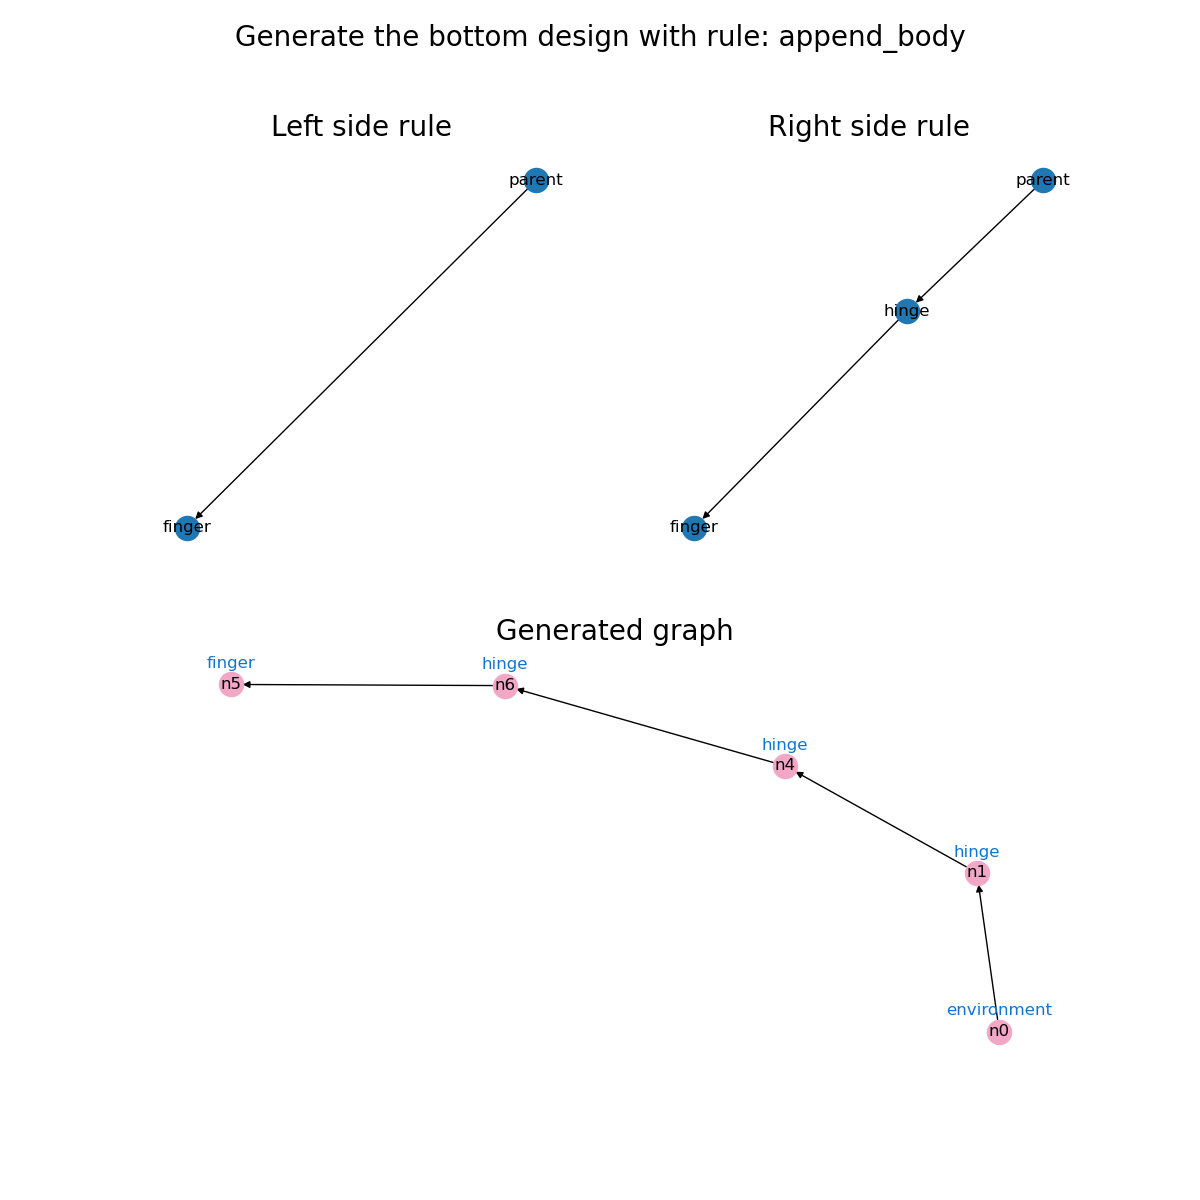 Generate the bottom design with rule: append_body
Left side rule
Right side rule
parent
parent
hinge
finger
finger
Generated graph
finger
hinge
n5
n6
hinge
n4
hinge
n1
environment
n0